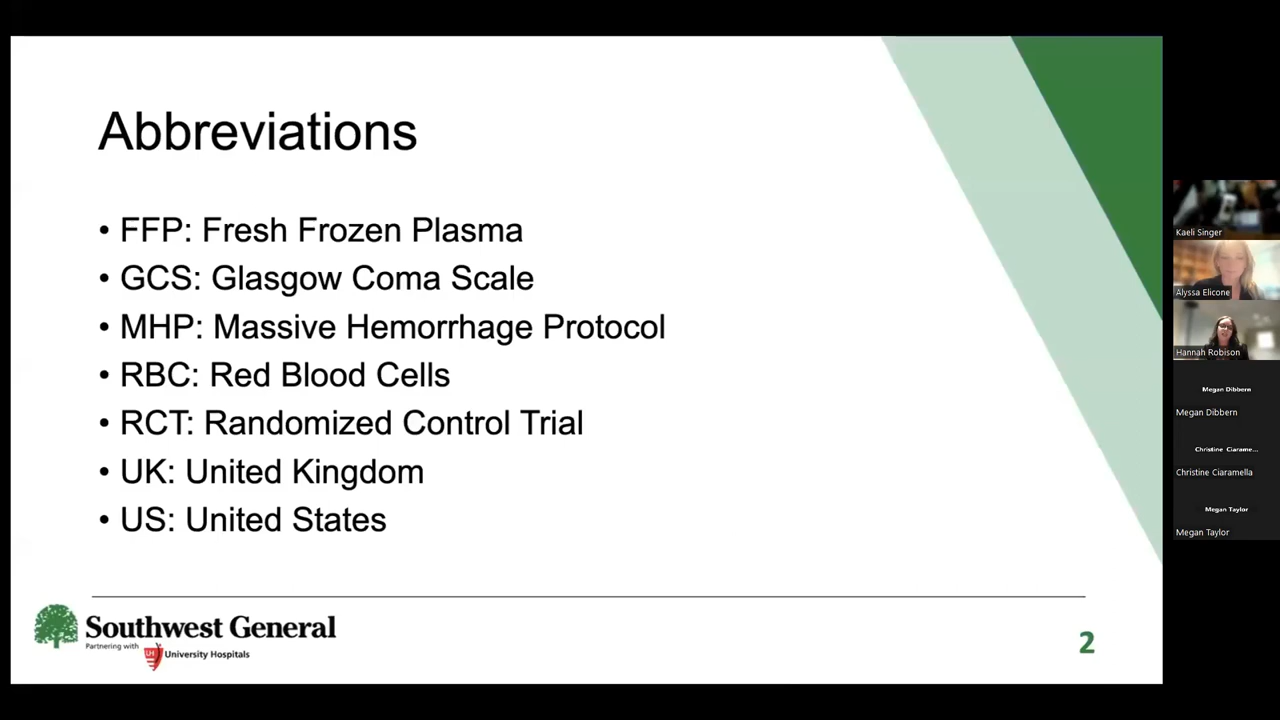 Abbreviations
• FFP: Fresh Frozen Plasma
• GCS: Glasgow Coma Scale
• MHP: Massive Hemorrhage Protocol
• RBC: Red Blood Cells
• RCT: Randomized Control Trial
• UK: United Kingdom
• US: United States
Southwest General
Partnering with
UH University Hospitals
2
Kaeli Singer
Alyssa Elicone
Hannah Robison
Megan Dibbern
Megan Dibbern
Christine Ciarame...
Christine Ciaramella
Megan Taylor
Megan Taylor